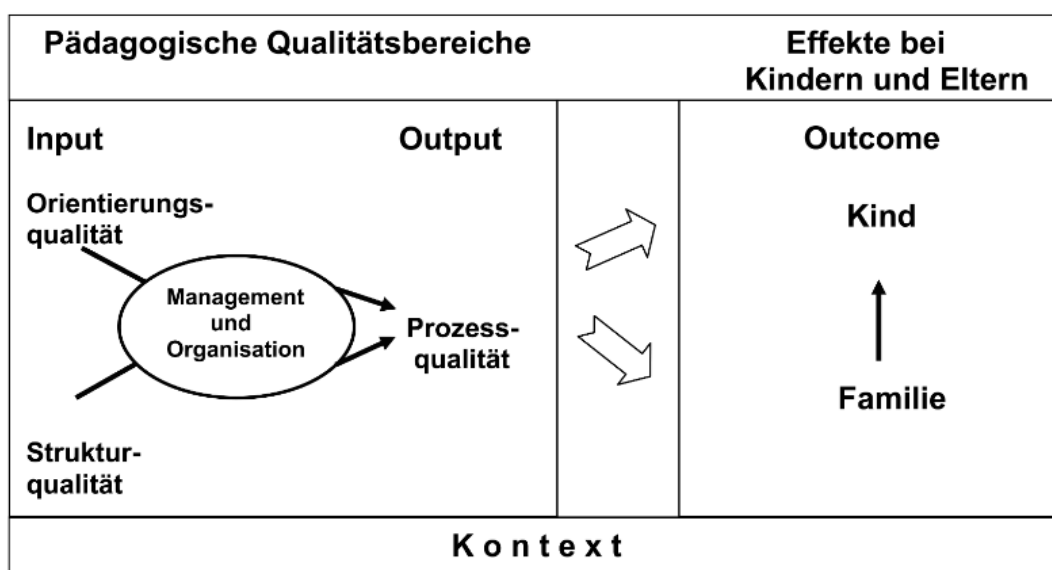 Pädagogische Qualitätsbereiche
Effekte bei
Kindern und Eltern
Input
Output
Orientierungs-
qualität
Management
und
Organisation
Prozess-
qualität
Struktur-
qualität
Outcome
Kind
Familie
K o n t e x t